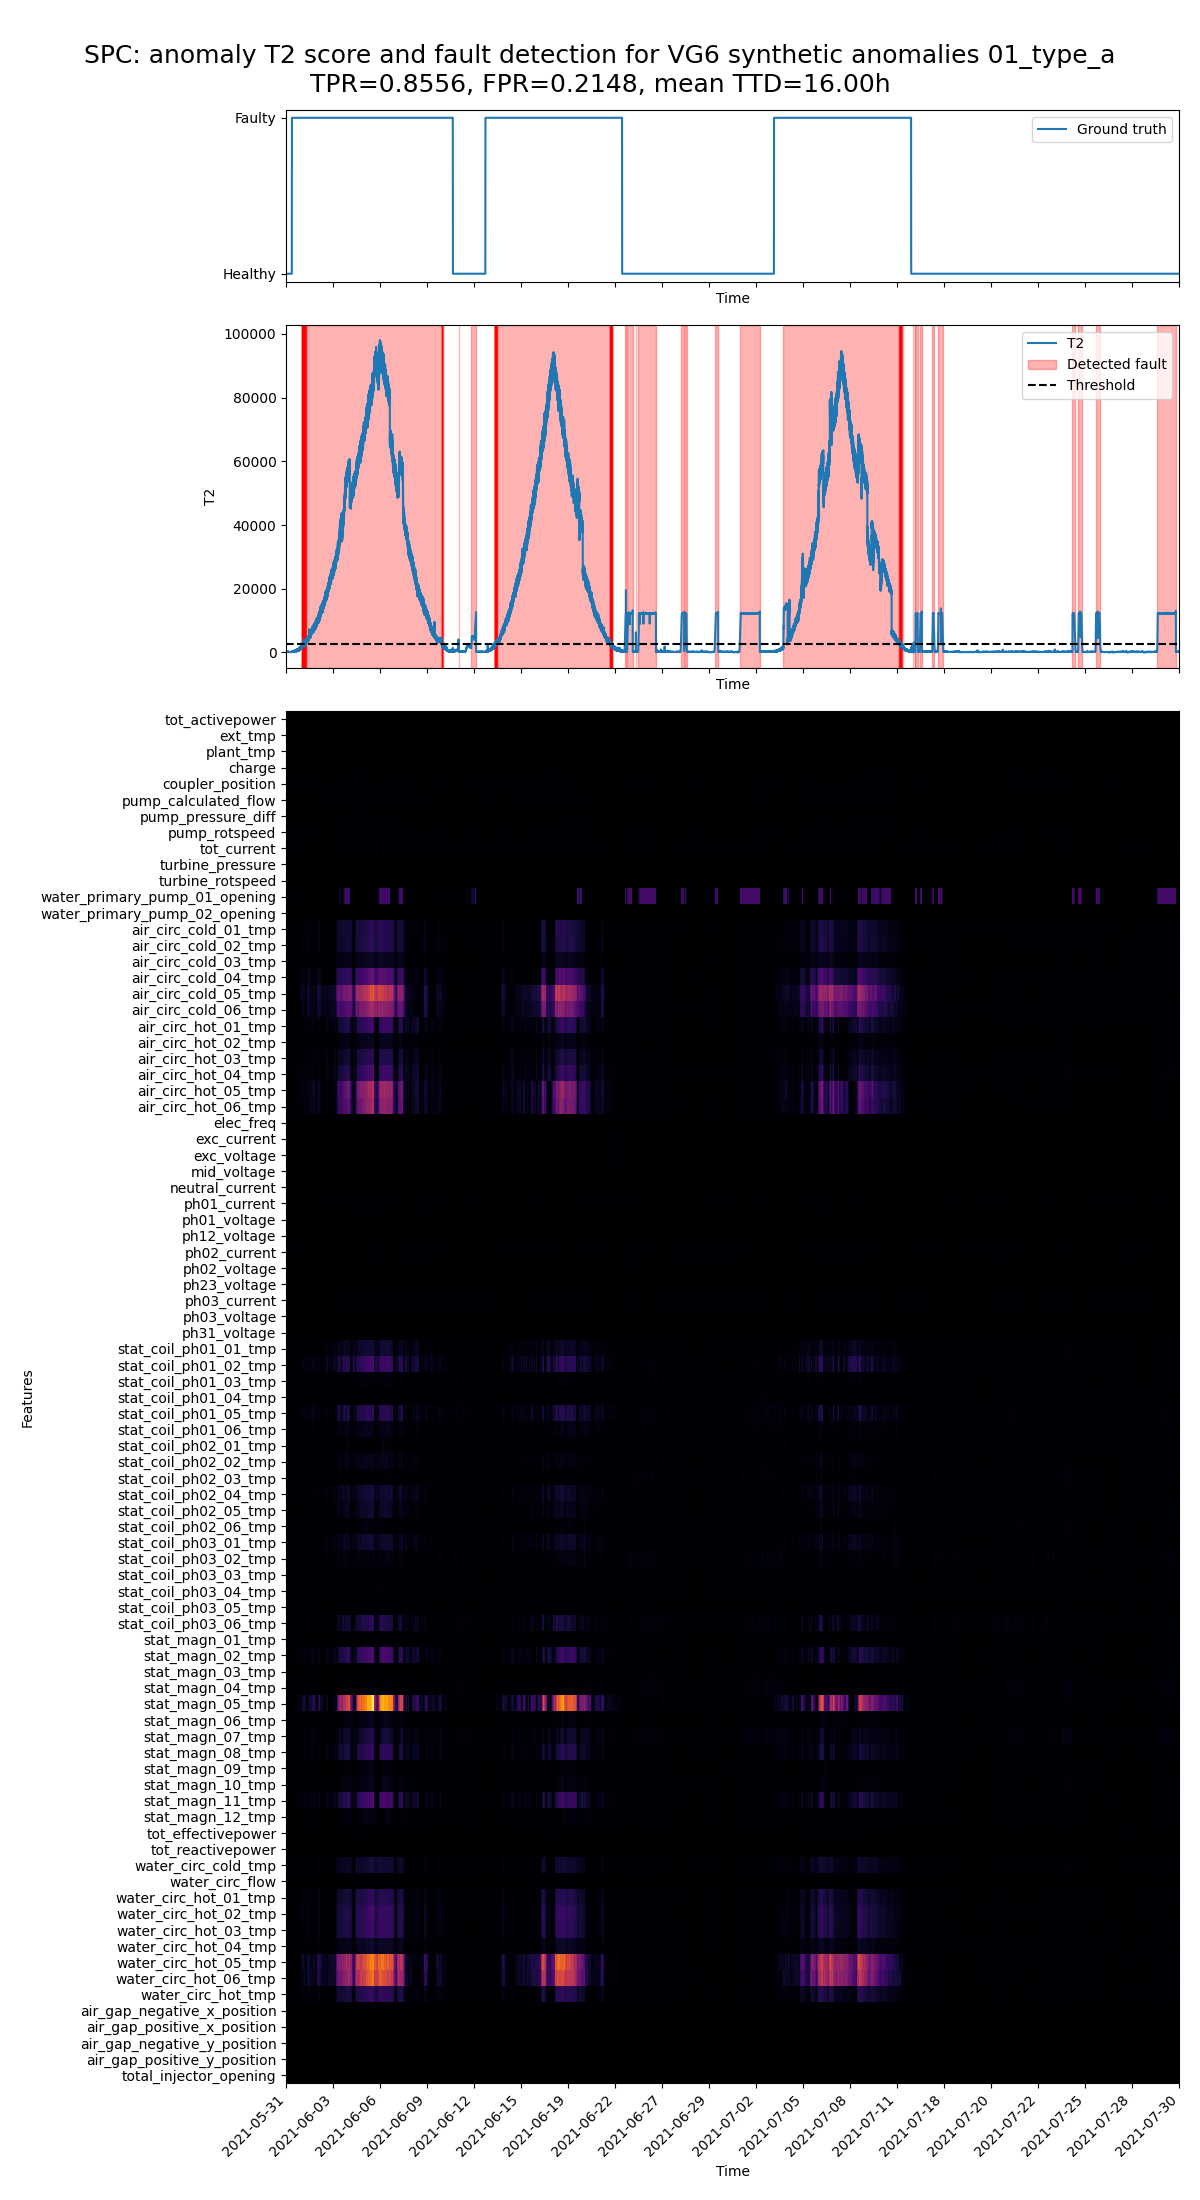 SPC: anomaly T2 score and fault detection for VG6 synthetic anomalies 01_type_a
TPR=0.8556, FPR=0.2148, mean TTD=16.00h
Faulty
Healthy
Ground truth
Time
100000
80000
60000
40000
20000
0
T2
T2
Detected fault
Threshold
Time
Features
tot_activepower
ext_tmp
plant_tmp
charge
coupler_position
pump_calculated_flow
pump_pressure_diff
pump_rotspeed
tot_current
turbine_pressure
turbine_rotspeed
water_primary_pump_01_opening
water_primary_pump_02_opening
air_circ_cold_01_tmp
air_circ_cold_02_tmp
air_circ_cold_03_tmp
air_circ_cold_04_tmp
air_circ_cold_05_tmp
air_circ_cold_06_tmp
air_circ_hot_01_tmp
air_circ_hot_02_tmp
air_circ_hot_03_tmp
air_circ_hot_04_tmp
air_circ_hot_05_tmp
air_circ_hot_06_tmp
elec_freq
exc_current
exc_voltage
mid_voltage
neutral_current
ph01_current
ph01_voltage
ph12_voltage
ph02_current
ph02_voltage
ph23_voltage
ph03_current
ph03_voltage
ph31_voltage
stat_coil_ph01_01_tmp
stat_coil_ph01_02_tmp
stat_coil_ph01_03_tmp
stat_coil_ph01_04_tmp
stat_coil_ph01_05_tmp
stat_coil_ph01_06_tmp
stat_coil_ph02_01_tmp
stat_coil_ph02_02_tmp
stat_coil_ph02_03_tmp
stat_coil_ph02_04_tmp
stat_coil_ph02_05_tmp
stat_coil_ph02_06_tmp
stat_coil_ph03_01_tmp
stat_coil_ph03_02_tmp
stat_coil_ph03_03_tmp
stat_coil_ph03_04_tmp
stat_coil_ph03_05_tmp
stat_coil_ph03_06_tmp
stat_magn_01_tmp
stat_magn_02_tmp
stat_magn_03_tmp
stat_magn_04_tmp
stat_magn_05_tmp
stat_magn_06_tmp
stat_magn_07_tmp
stat_magn_08_tmp
stat_magn_09_tmp
stat_magn_10_tmp
stat_magn_11_tmp
stat_magn_12_tmp
tot_effectivepower
tot_reactivepower
water_circ_cold_tmp
water_circ_flow
water_circ_hot_01_tmp
water_circ_hot_02_tmp
water_circ_hot_03_tmp
water_circ_hot_04_tmp
water_circ_hot_05_tmp
water_circ_hot_06_tmp
water_circ_hot_tmp
air_gap_negative_x_position
air_gap_positive_x_position
air_gap_negative_y_position
air_gap_positive_y_position
total_injector_opening
2021-05-31
2021-06-03
2021-06-06
2021-06-09
2021-06-12
2021-06-15
2021-06-19
2021-06-22
2021-06-27
2021-06-29
2021-07-02
2021-07-05
2021-07-08
2021-07-11
2021-07-18
2021-07-20
2021-07-22
2021-07-25
2021-07-28
2021-07-30
Time